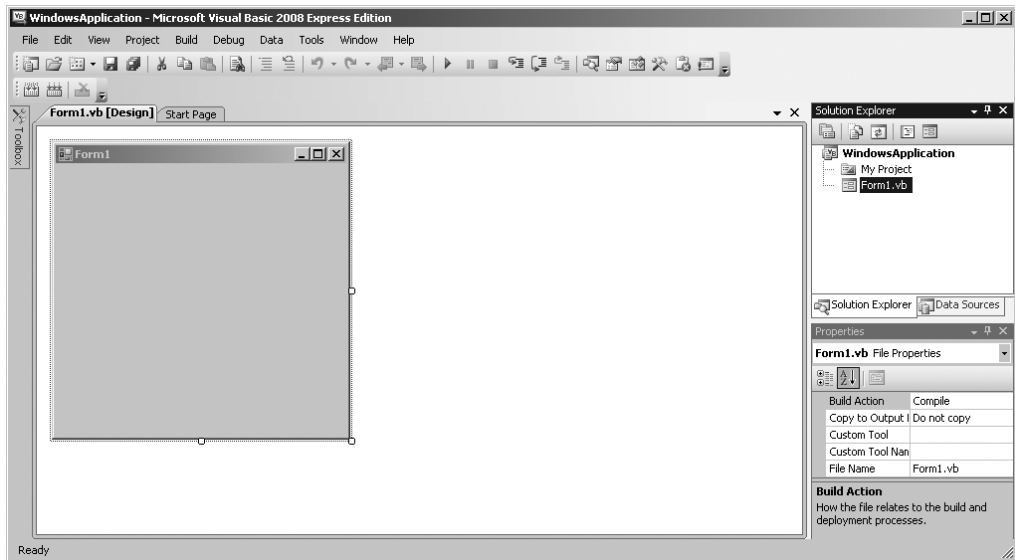 WindowsApplication - Microsoft Visual Basic 2008 Express Edition
File Edit View Project Build Debug Data Tools Window Help
Toolbox
Form1.vb [Design] Start Page
Form1
Solution Explorer
WindowsApplication
My Project
Form1.vb
Solution Explorer Data Sources
Properties
Form1.vb File Properties
Build Action Compile
Copy to Output Do not copy
Custom Tool
Custom Tool Nan
File Name Form1.vb
Build Action
How the file relates to the build and
deployment processes.
Ready